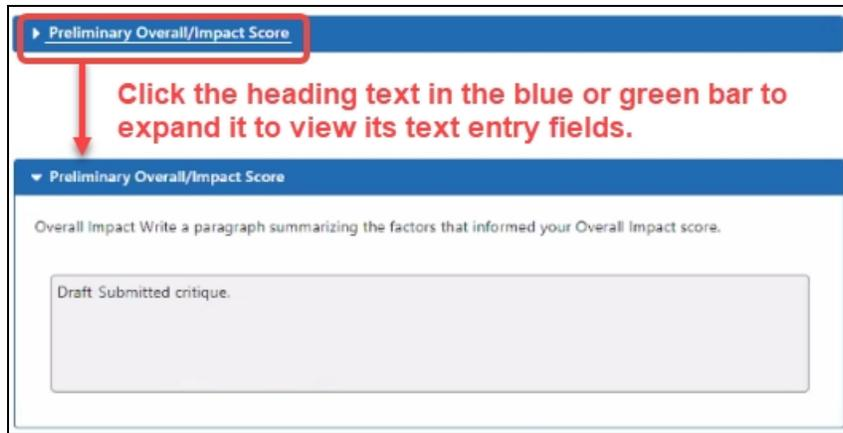 Preliminary Overall/Impact Score
Click the heading text in the blue or green bar to
expand it to view its text entry fields.
Preliminary Overall/Impact Score
Overall Impact Write a paragraph summarizing the factors that informed your Overall Impact score.
Draft Submitted critique.